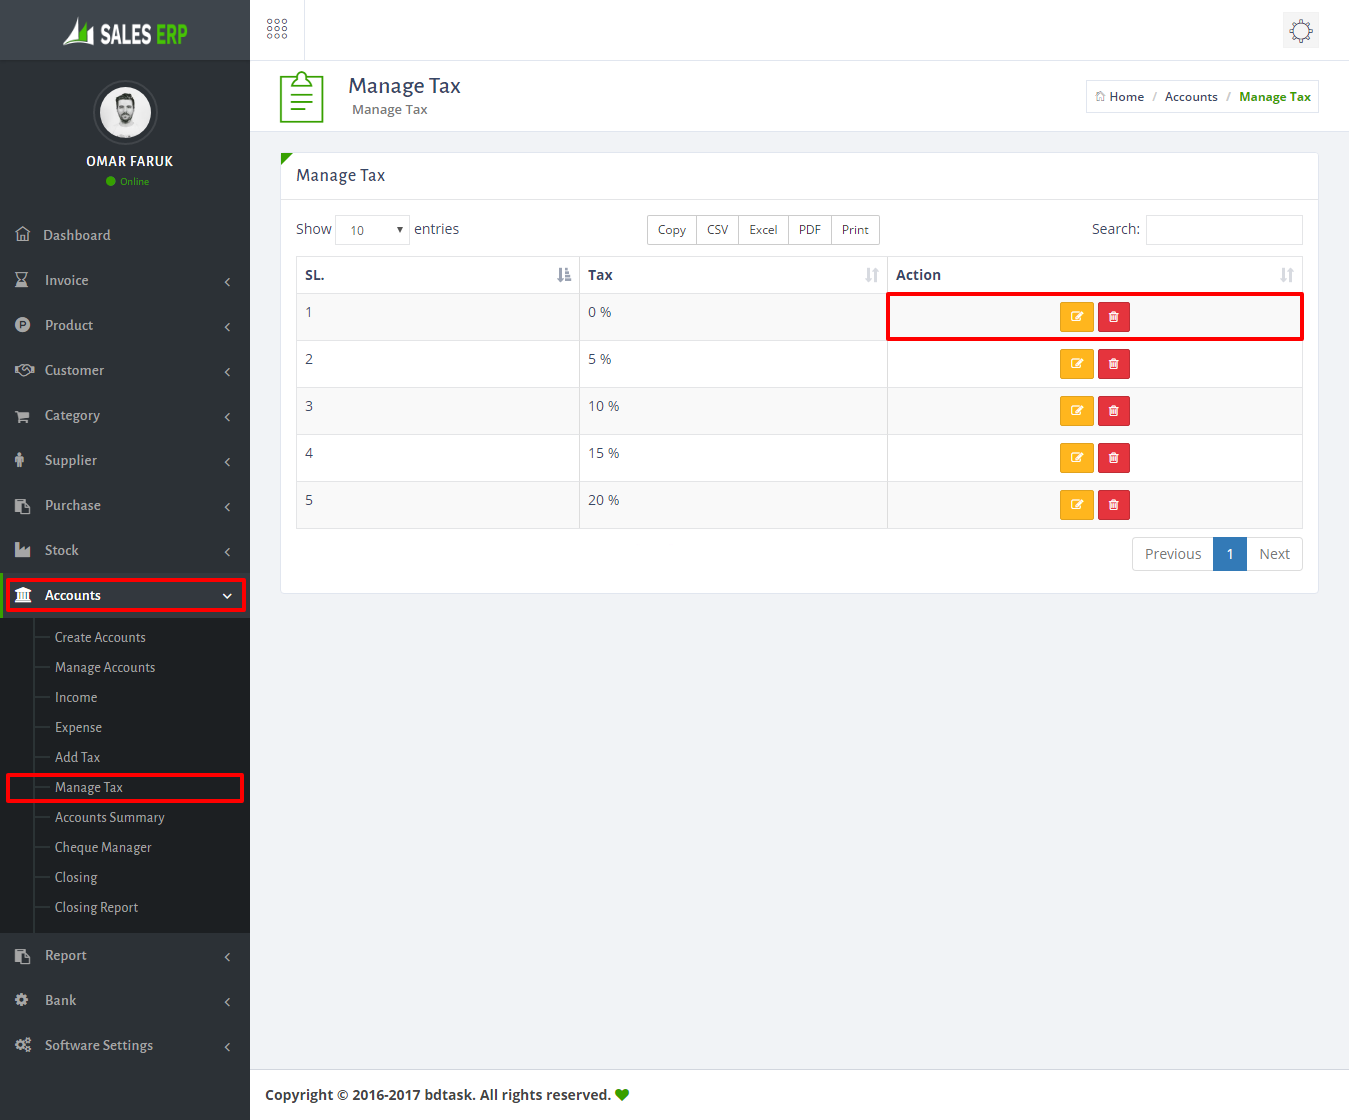 SALES ERP
OMAR FARUK
Online
Dashboard
Invoice
Product
Customer
Category
Supplier
Purchase
Stock
Accounts
Create Accounts
Manage Accounts
Income
Expense
Add Tax
Manage Tax
Accounts Summary
Cheque Manager
Closing
Closing Report
Report
Bank
Software Settings
Manage Tax
Manage Tax
Home / Accounts / Manage Tax
Manage Tax
Show 10 entries
Copy CSV Excel PDF Print
Search:
SL. Tax Action
1 0 %
2 5 %
3 10 %
4 15 %
5 20 %
Previous 1 Next
Copyright © 2016-2017 bdtask. All rights reserved.